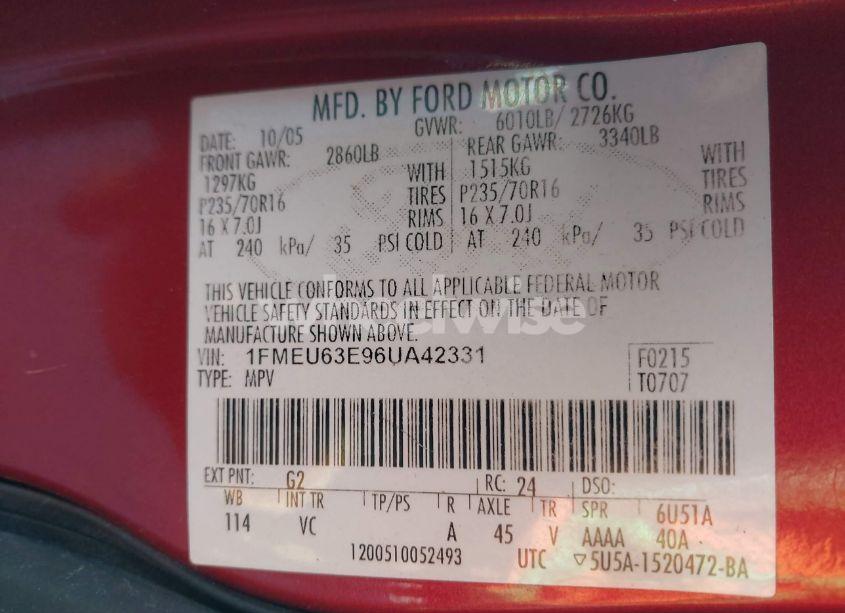 MFD. BY FORD MOTOR CO.
DATE: 10/05 GVWR: 6010LB/ 2726KG
FRONT GAWR: 2860LB REAR GAWR: 3340LB
1297KG WITH 1515KG WITH
P235/70R16 TIRES P235/70R16 TIRES
16 X 7.0J RIMS 16 X 7.0J RIMS
AT 240 kPa/ 35 PSI COLD AT 240 kPa/ 35 PSI COLD
THIS VEHICLE CONFORMS TO ALL APPLICABLE FEDERAL MOTOR
VEHICLE SAFETY STANDARDS IN EFFECT ON THE DATE OF
MANUFACTURE SHOWN ABOVE.
VIN: 1FMEU63E96UA42331 F0215
TYPE: MPV T0707
EXT PNT: G2 RC: 24 DSO:
WB INT TR TP/PS R AXLE TR SPR 6U51A
114 VC A 45 V AAAA 40A
1200510052493 UTC ▽5U5A-1520472-BA